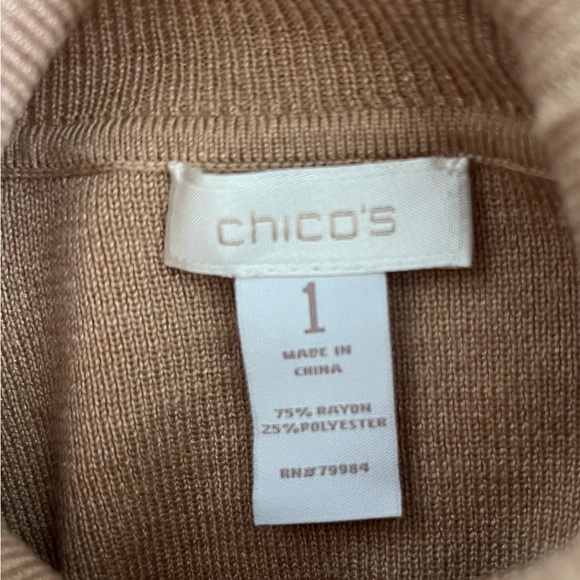 chico's
1
MADE IN
CHINA
75% RAYON
25% POLYESTER
RN#79984